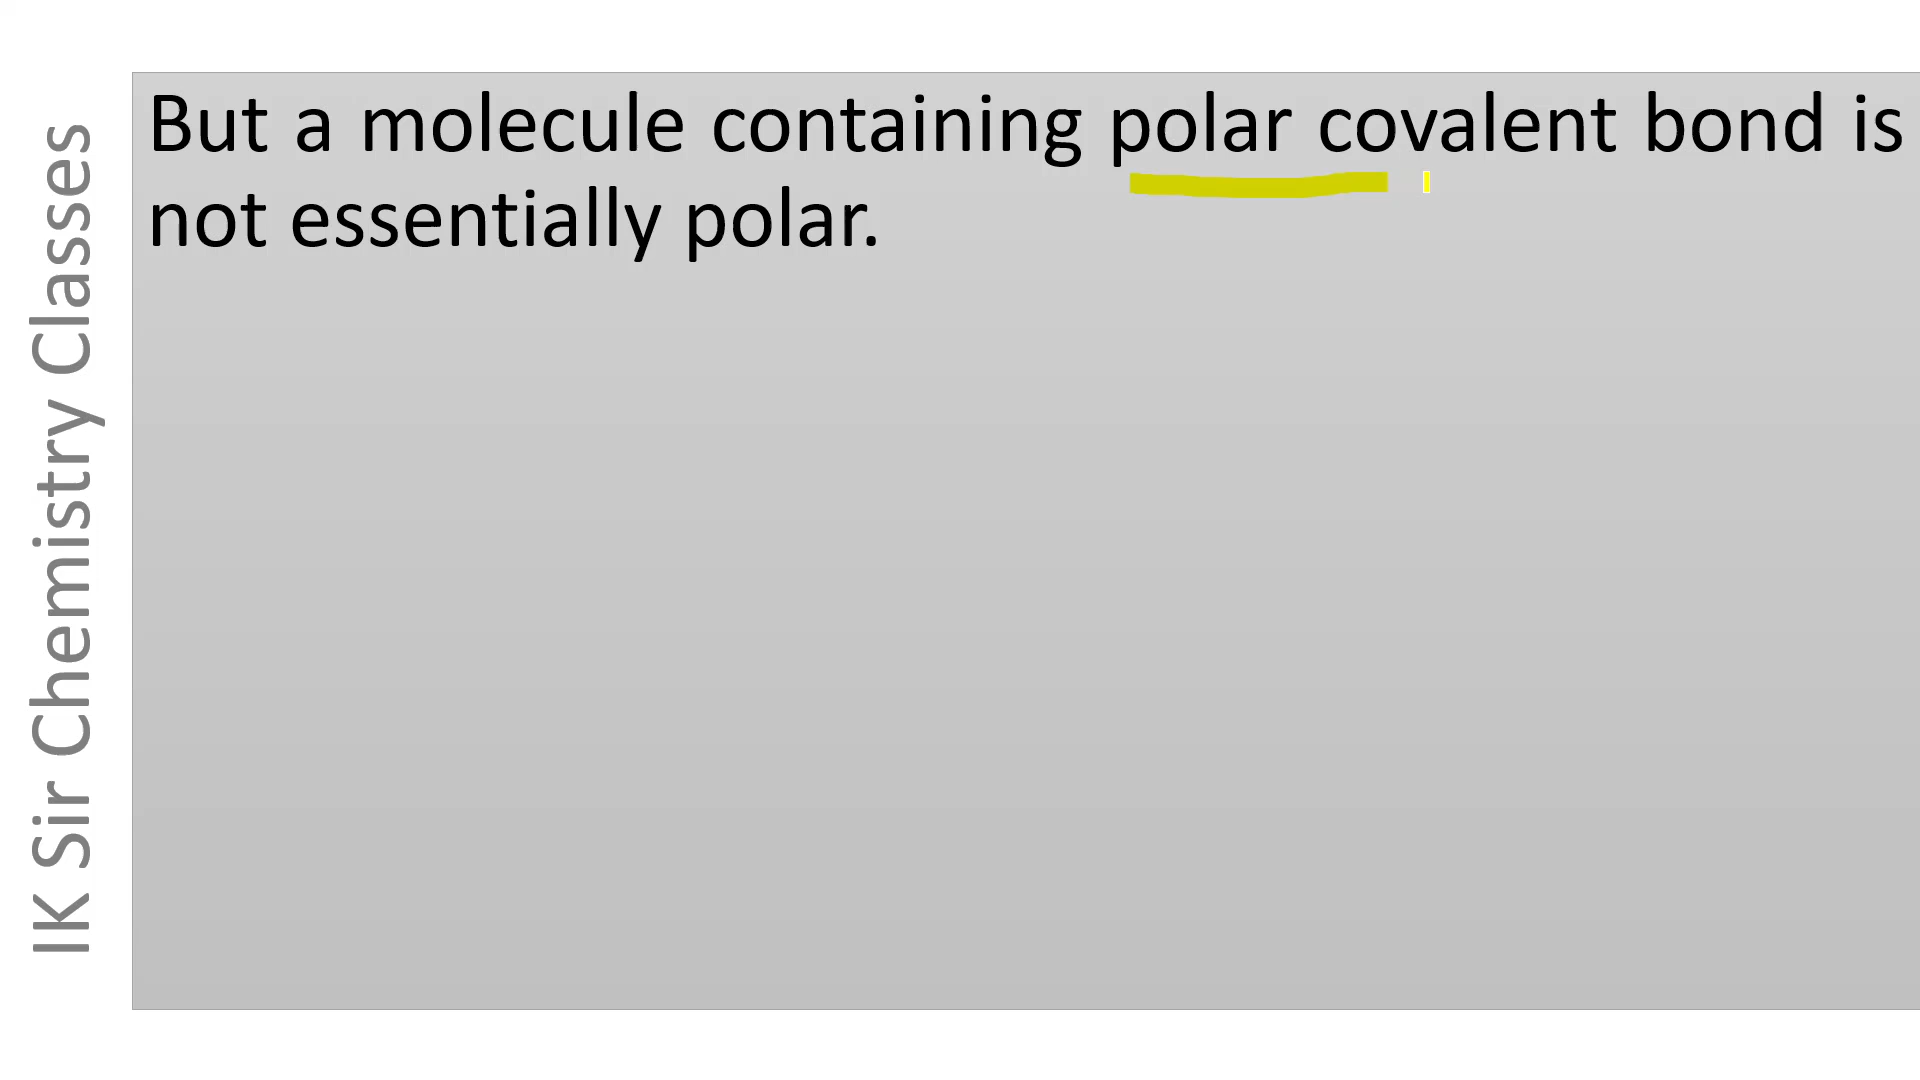 IK Sir Chemistry Classes
But a molecule containing polar covalent bond is
not essentially polar.